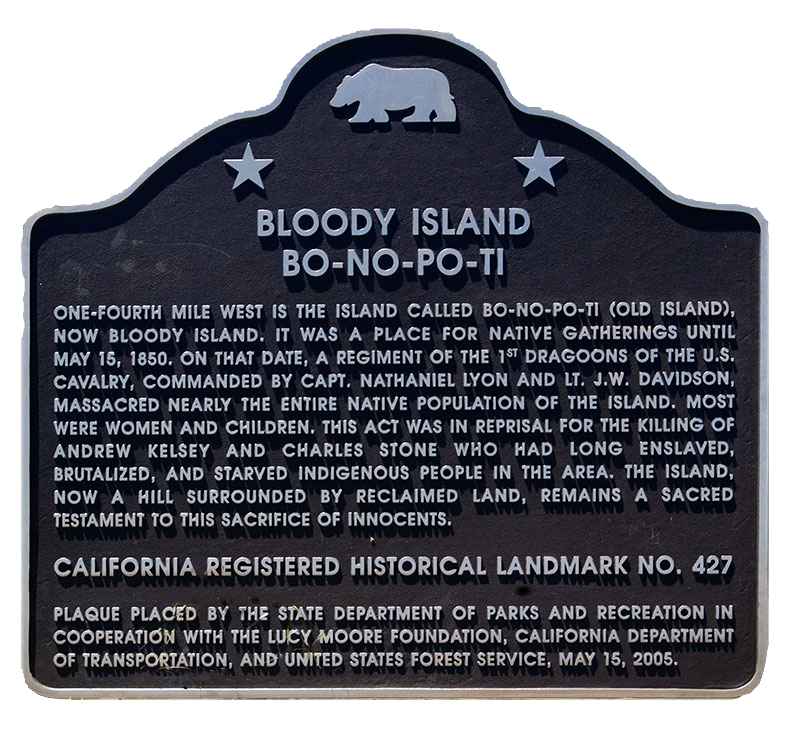 BLOODY ISLAND
BO-NO-PO-TI
ONE-FOURTH MILE WEST IS THE ISLAND CALLED BO-NO-PO-TI (OLD ISLAND),
NOW BLOODY ISLAND. IT WAS A PLACE FOR NATIVE GATHERINGS UNTIL
MAY 15, 1850. ON THAT DATE, A REGIMENT OF THE 1ST DRAGOONS OF THE U.S.
CAVALRY, COMMANDED BY CAPT. NATHANIEL LYON AND LT. J.W. DAVIDSON,
MASSACRED NEARLY THE ENTIRE NATIVE POPULATION OF THE ISLAND. MOST
WERE WOMEN AND CHILDREN. THIS ACT WAS IN REPRISAL FOR THE KILLING OF
ANDREW KELSEY AND CHARLES STONE WHO HAD LONG ENSLAVED,
BRUTALIZED, AND STARVED INDIGENOUS PEOPLE IN THE AREA. THE ISLAND,
NOW A HILL SURROUNDED BY RECLAIMED LAND, REMAINS A SACRED
TESTAMENT TO THIS SACRIFICE OF INNOCENTS.
CALIFORNIA REGISTERED HISTORICAL LANDMARK NO. 427
PLAQUE PLACED BY THE STATE DEPARTMENT OF PARKS AND RECREATION IN
COOPERATION WITH THE LUCY MOORE FOUNDATION, CALIFORNIA DEPARTMENT
OF TRANSPORTATION, AND UNITED STATES FOREST SERVICE, MAY 15, 2005.